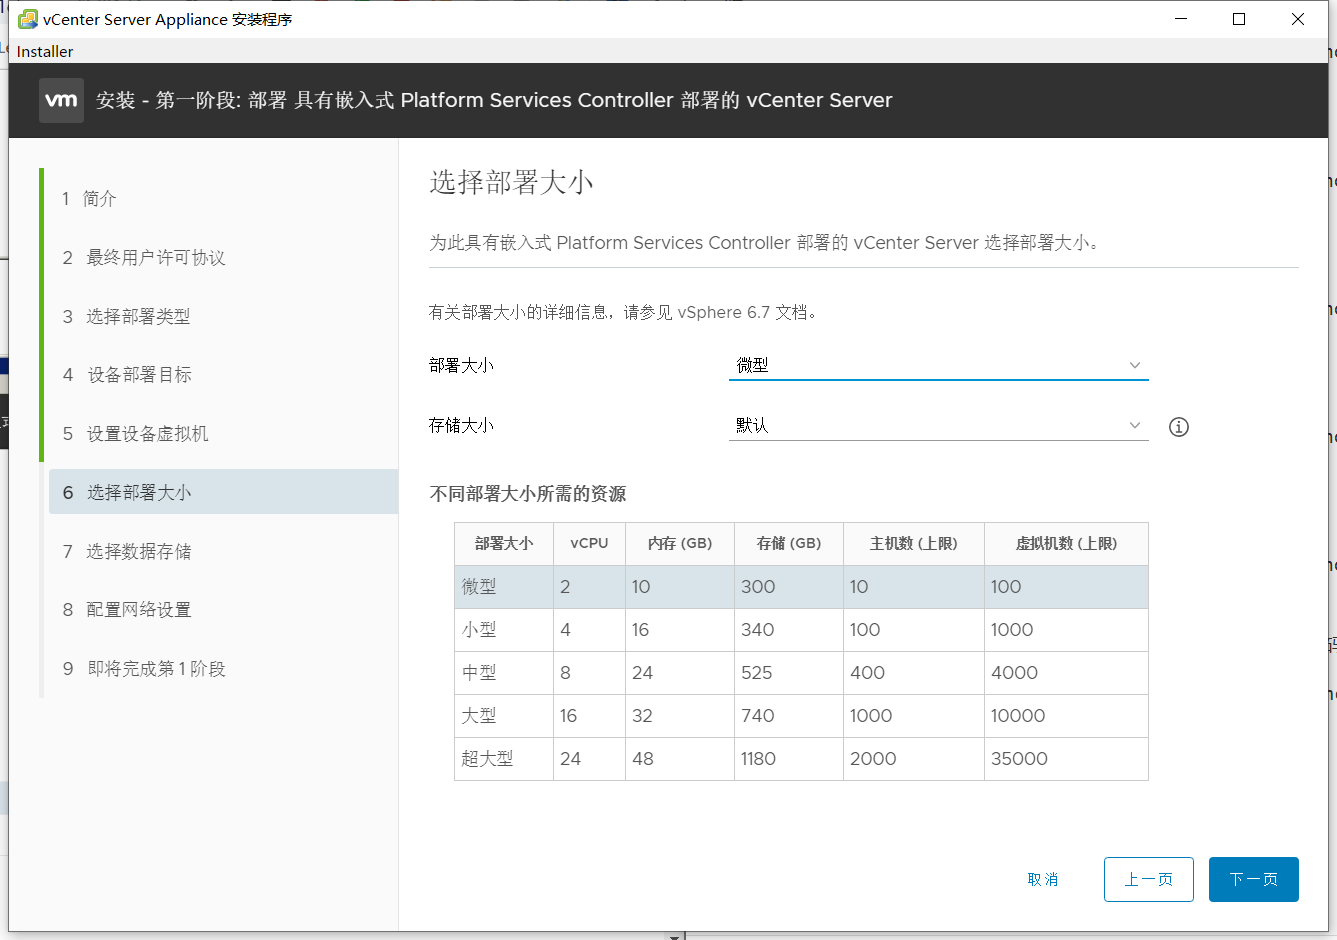 vCenter Server Appliance 安装程序
Installer
vm 安装 - 第一阶段: 部署 具有嵌入式 Platform Services Controller 部署的 vCenter Server
1 简介
2 最终用户许可协议
3 选择部署类型
4 设备部署目标
5 设置设备虚拟机
6 选择部署大小
7 选择数据存储
8 配置网络设置
9 即将完成第 1 阶段
选择部署大小
为此具有嵌入式 Platform Services Controller 部署的 vCenter Server 选择部署大小。
有关部署大小的详细信息，请参见 vSphere 6.7 文档。
部署大小 微型
存储大小 默认
不同部署大小所需的资源
部署大小 vCPU 内存 (GB) 存储 (GB) 主机数 (上限) 虚拟机数 (上限)
微型 2 10 300 10 100
小型 4 16 340 100 1000
中型 8 24 525 400 4000
大型 16 32 740 1000 10000
超大型 24 48 1180 2000 35000
取消 上一页 下一页